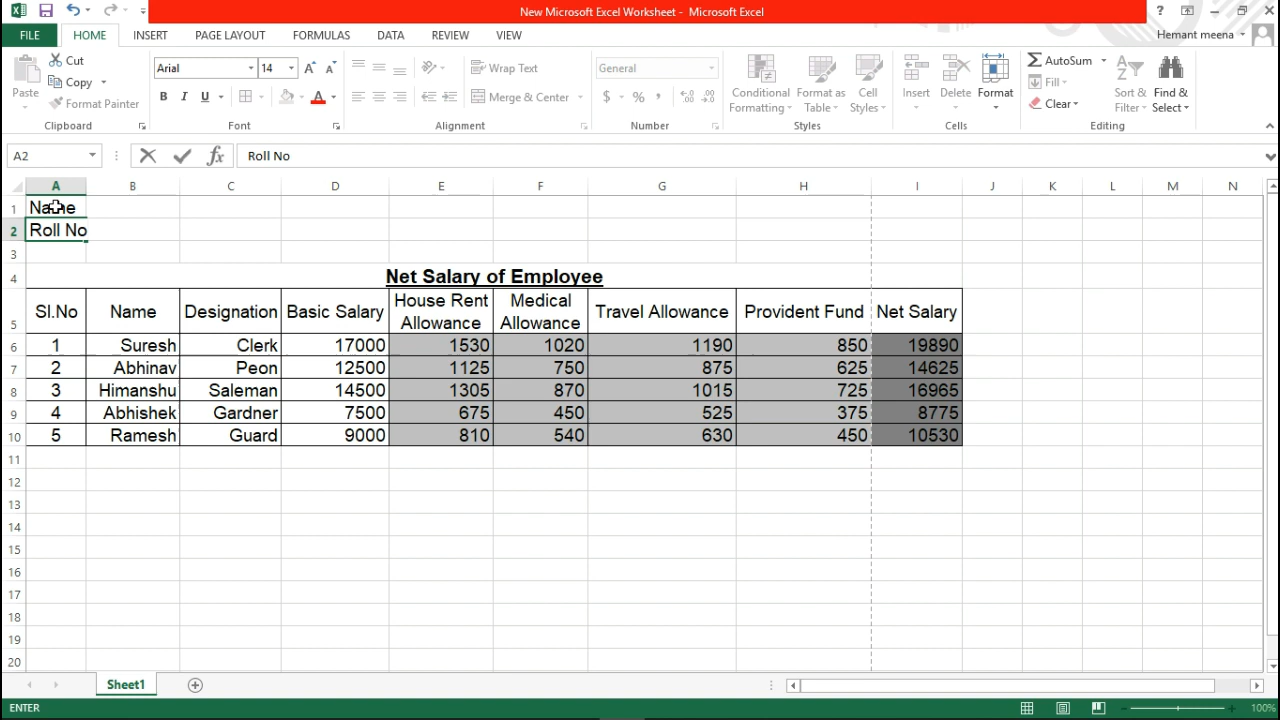 New Microsoft Excel Worksheet - Microsoft Excel
FILE HOME INSERT PAGE LAYOUT FORMULAS DATA REVIEW VIEW Hemant meena
Paste Cut Copy Format Painter
Arial 14
B I U
Wrap Text
Merge & Center
General
$ % ,
Conditional Formatting Format as Table Cell Styles
Insert Delete Format
AutoSum Fill Clear
Sort & Filter Find & Select
Clipboard Font Alignment Number Styles Cells Editing
A2 fx Roll No
A B C D E F G H I J K L M N
1 Name
2 Roll No
3
4 Net Salary of Employee
5 Sl.No Name Designation Basic Salary House Rent Allowance Medical Allowance Travel Allowance Provident Fund Net Salary
6 1 Suresh Clerk 17000 1530 1020 1190 850 19890
7 2 Abhinav Peon 12500 1125 750 875 625 14625
8 3 Himanshu Saleman 14500 1305 870 1015 725 16965
9 4 Abhishek Gardner 7500 675 450 525 375 8775
10 5 Ramesh Guard 9000 810 540 630 450 10530
11
12
13
14
15
16
17
18
19
20
Sheet1
ENTER 100%